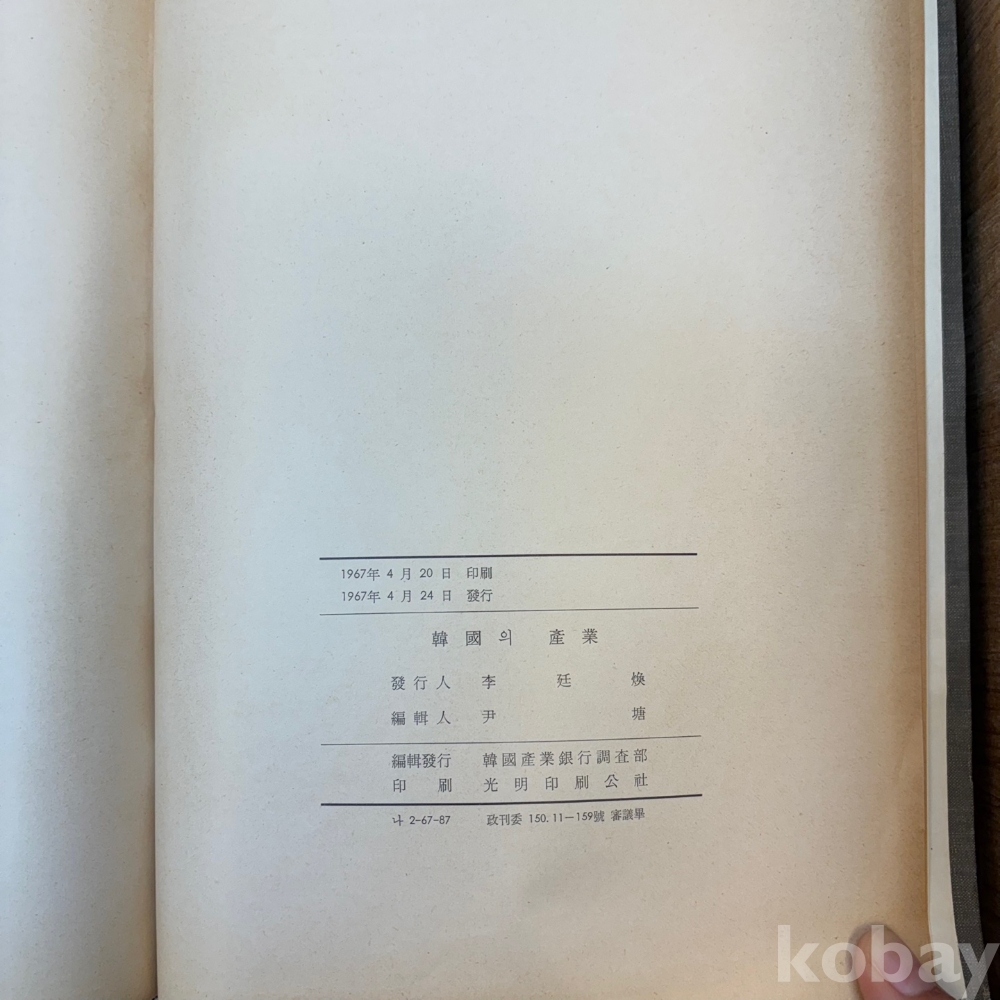 1967年 4 月 20 日 印刷
1967年 4 月 24 日 發行
韓國의 產業
發行人 李廷煥
編輯人 尹塘
編輯發行 韓國產業銀行調査部
印刷 光明印刷公社
나 2-67-87 政刊委 150.11—159號 審議畢
kobay